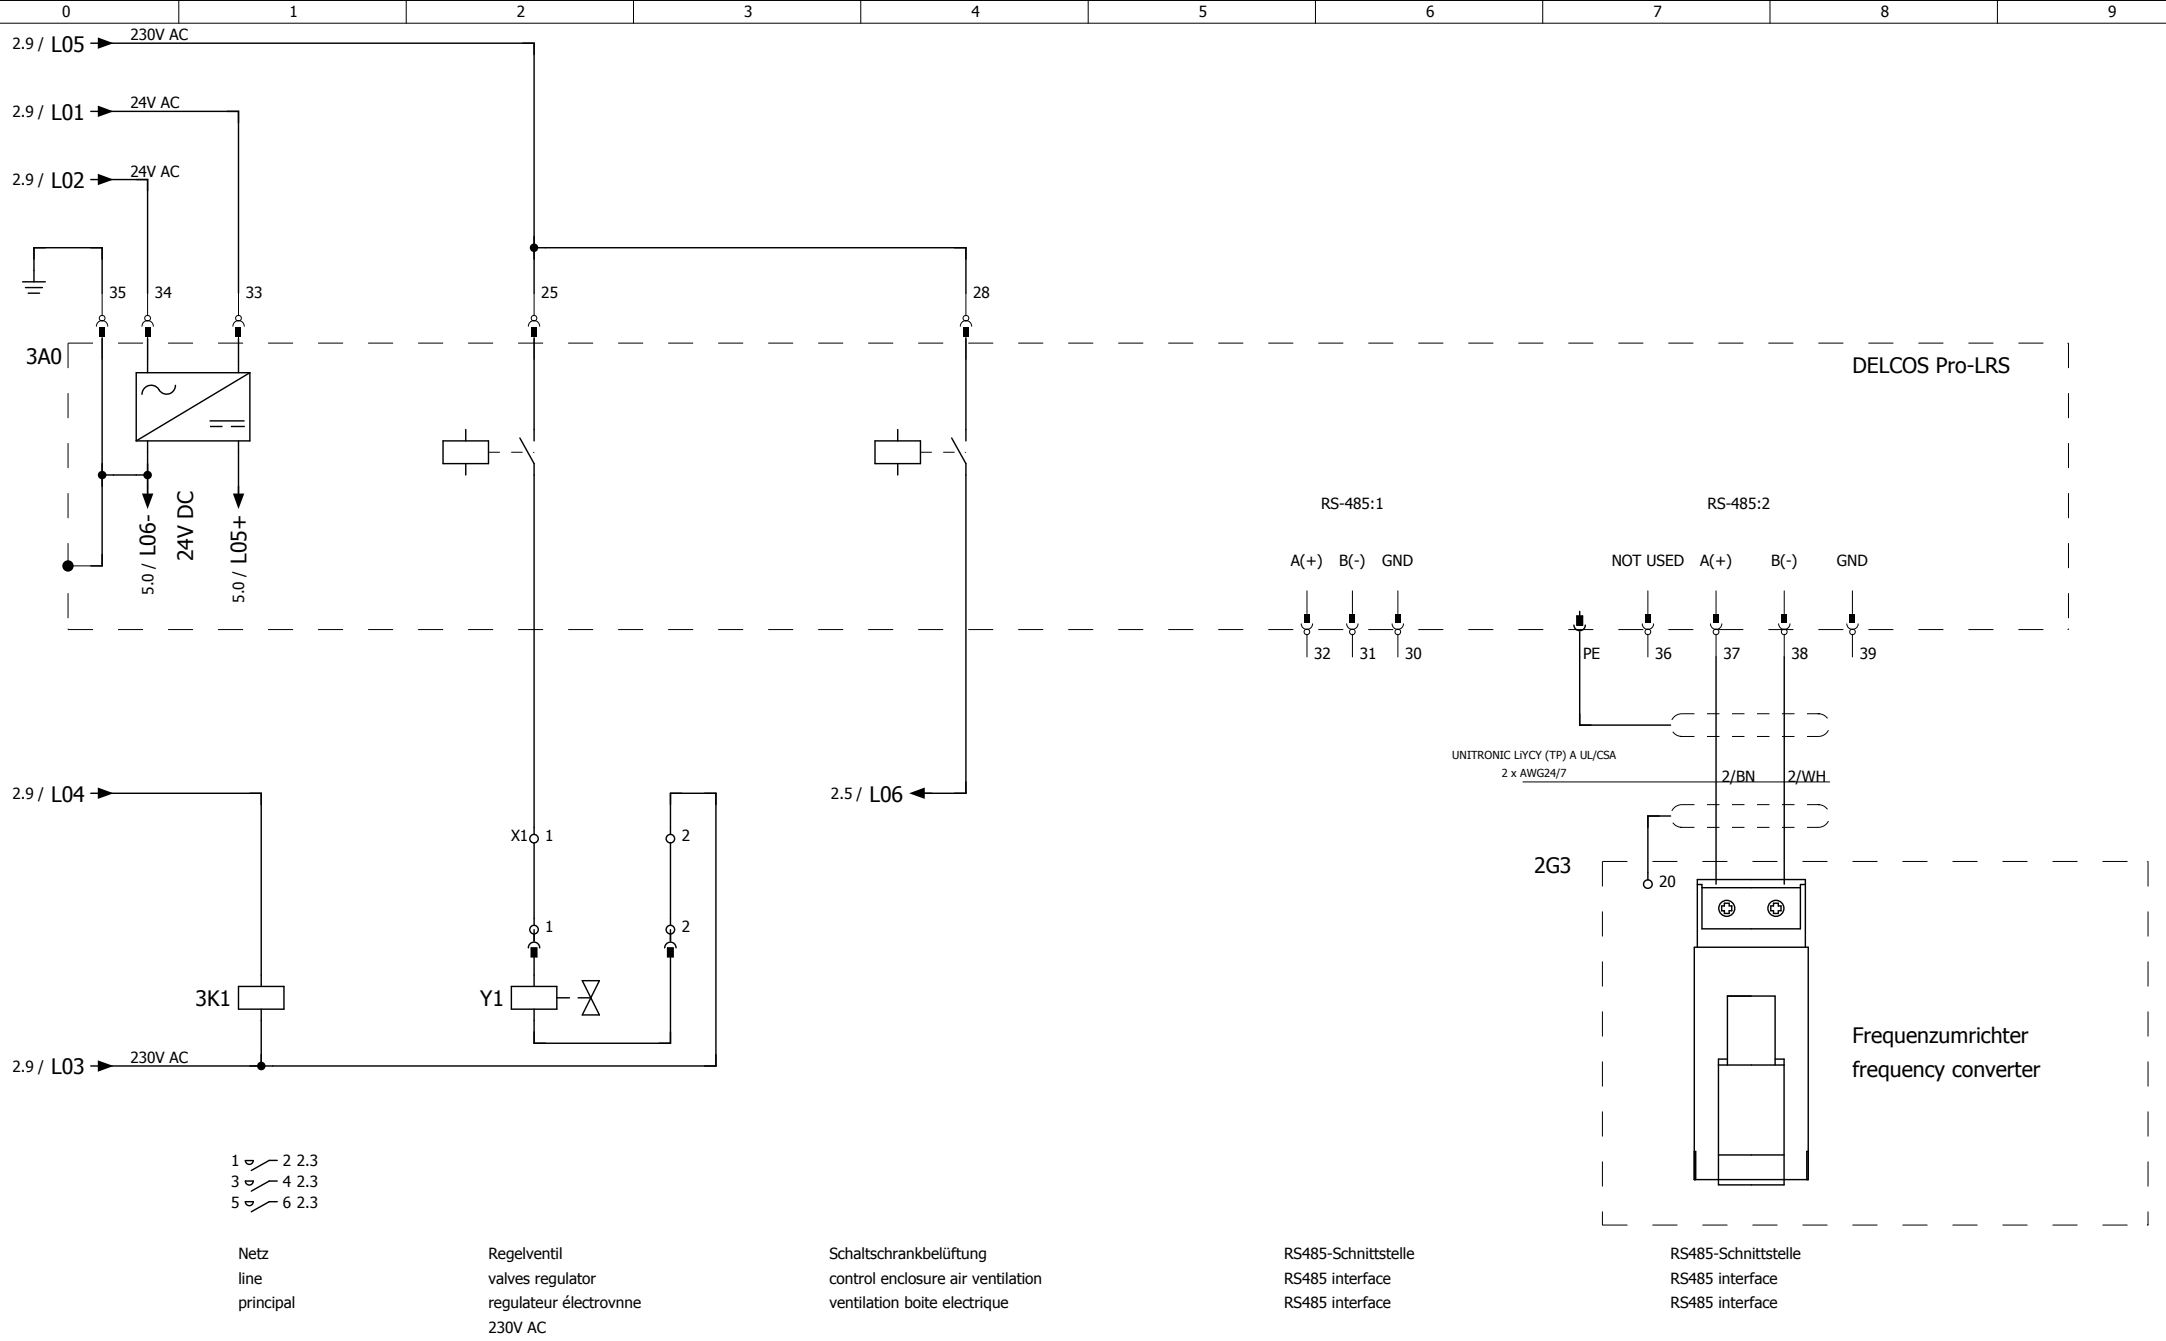 0 1 2 3 4 5 6 7 8 9
2.9 / L05 230V AC
2.9 / L01 24V AC
2.9 / L02 24V AC
35 34 33 25 28
3A0
DELCOS Pro-LRS
5.0 / L06-
24V DC
5.0 / L05+
RS-485:1 RS-485:2
A(+) B(-) GND NOT USED A(+) B(-) GND
32 31 30 PE 36 37 38 39
UNITRONIC LiYCY (TP) A UL/CSA
2 x AWG24/7
2/BN 2/WH
2.9 / L04
2.5 / L06
X1 1 2
2G3
20
1 2
3K1
Y1
Frequenzumrichter
frequency converter
2.9 / L03 230V AC
1 2 2.3
3 4 2.3
5 6 2.3
Netz
line
principal
Regelventil
valves regulator
regulateur électrovnne
230V AC
Schaltschrankbelüftung
control enclosure air ventilation
ventilation boite electrique
RS485-Schnittstelle
RS485 interface
RS485 interface
RS485-Schnittstelle
RS485 interface
RS485 interface